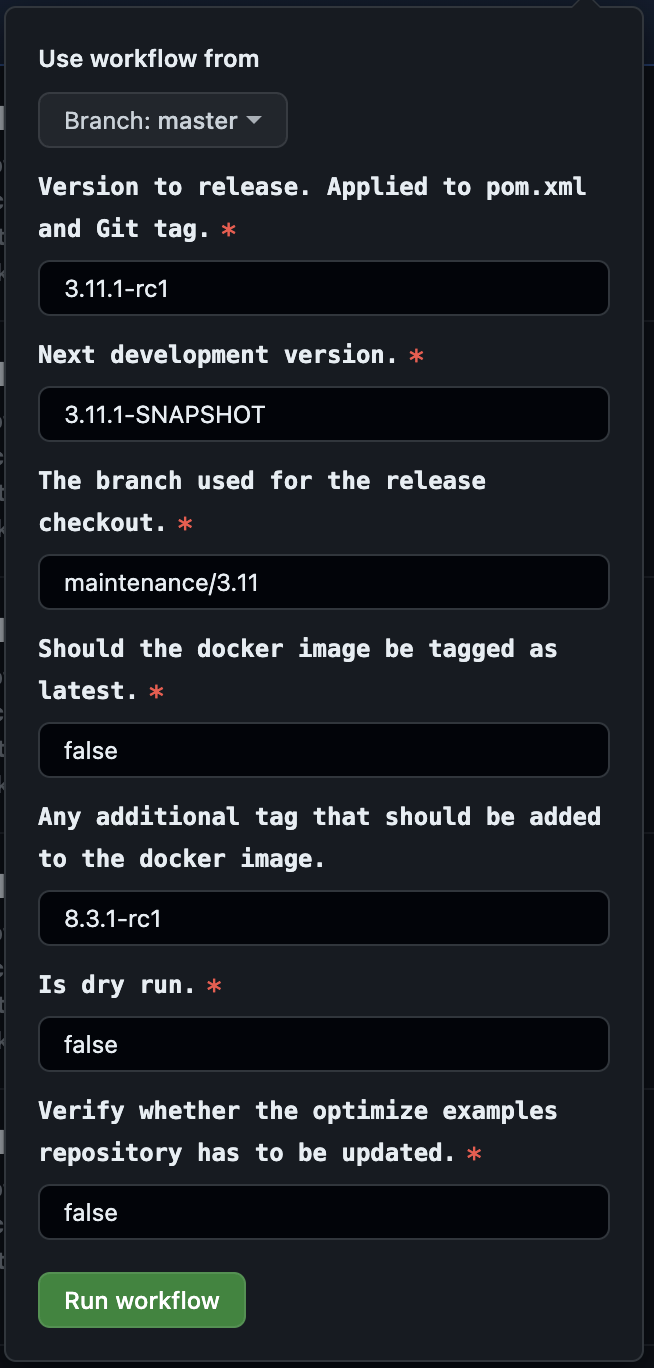 Use workflow from
Branch: master
Version to release. Applied to pom.xml
and Git tag. *
3.11.1-rc1
Next development version. *
3.11.1-SNAPSHOT
The branch used for the release
checkout. *
maintenance/3.11
Should the docker image be tagged as
latest. *
false
Any additional tag that should be added
to the docker image.
8.3.1-rc1
Is dry run. *
false
Verify whether the optimize examples
repository has to be updated. *
false
Run workflow